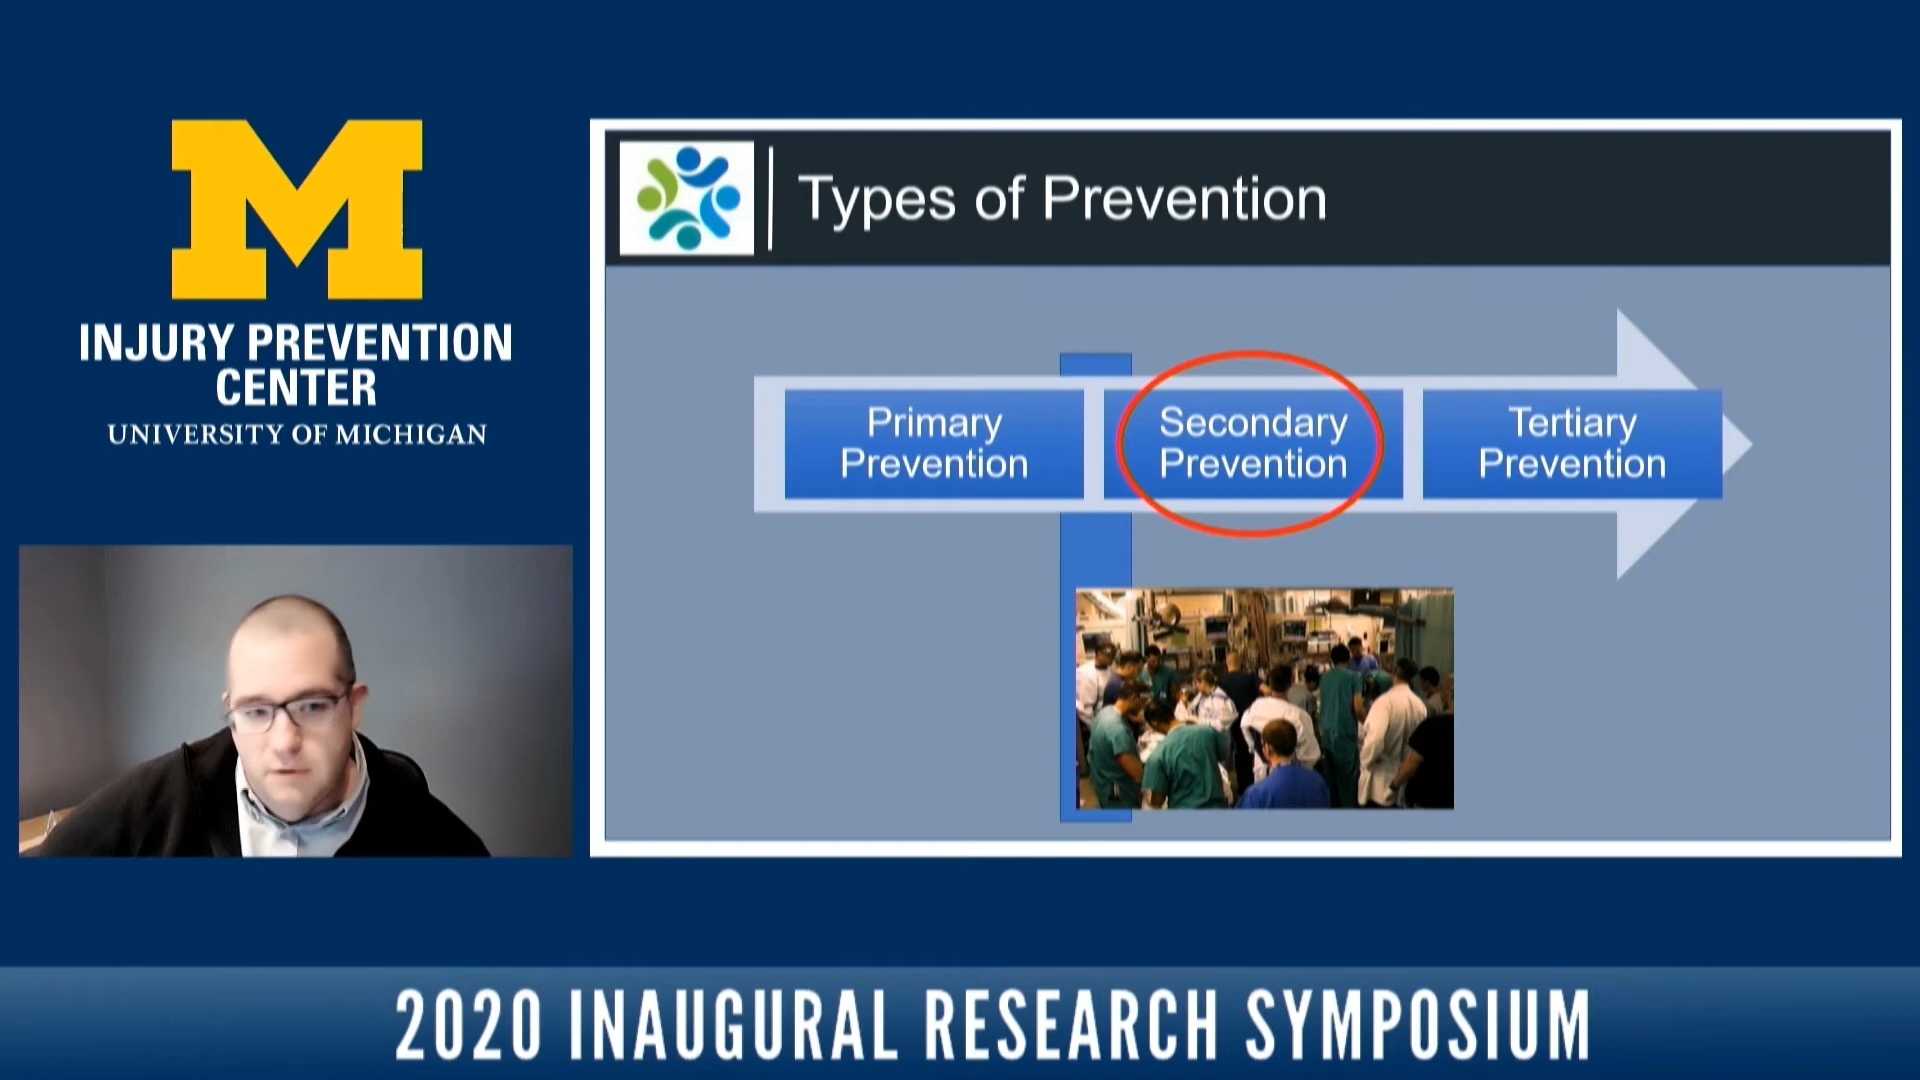 M
INJURY PREVENTION
CENTER
UNIVERSITY OF MICHIGAN
Types of Prevention
Primary
Prevention
Secondary
Prevention
Tertiary
Prevention
2020 INAUGURAL RESEARCH SYMPOSIUM